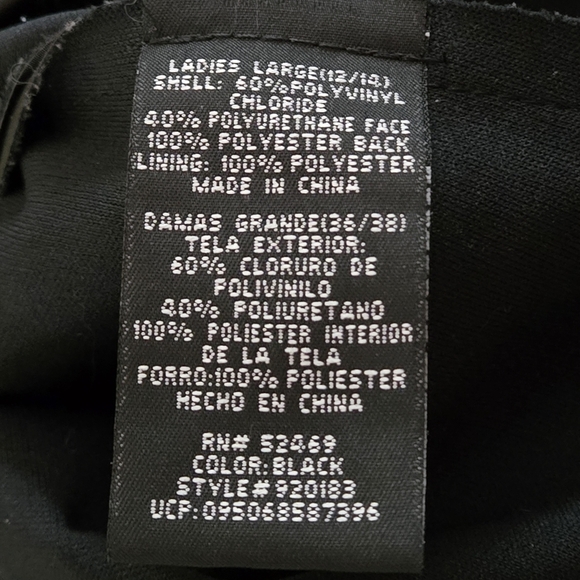 LADIES LARGE(12/14)
SHELL: 60%POLYVINYL
CHLORIDE
40% POLYURETHANE FACE
100% POLYESTER BACK
LINING: 100% POLYESTER
MADE IN CHINA
DAMAS GRANDE(36/38)
TELA EXTERIOR:
60% CLORURO DE
POLIVINILO
40% POLIURETANO
100% POLIESTER INTERIOR
DE LA TELA
FORRO:100% POLIESTER
HECHO EN CHINA
RN# 53469
COLOR: BLACK
STYLE#920183
UCP:095068587396